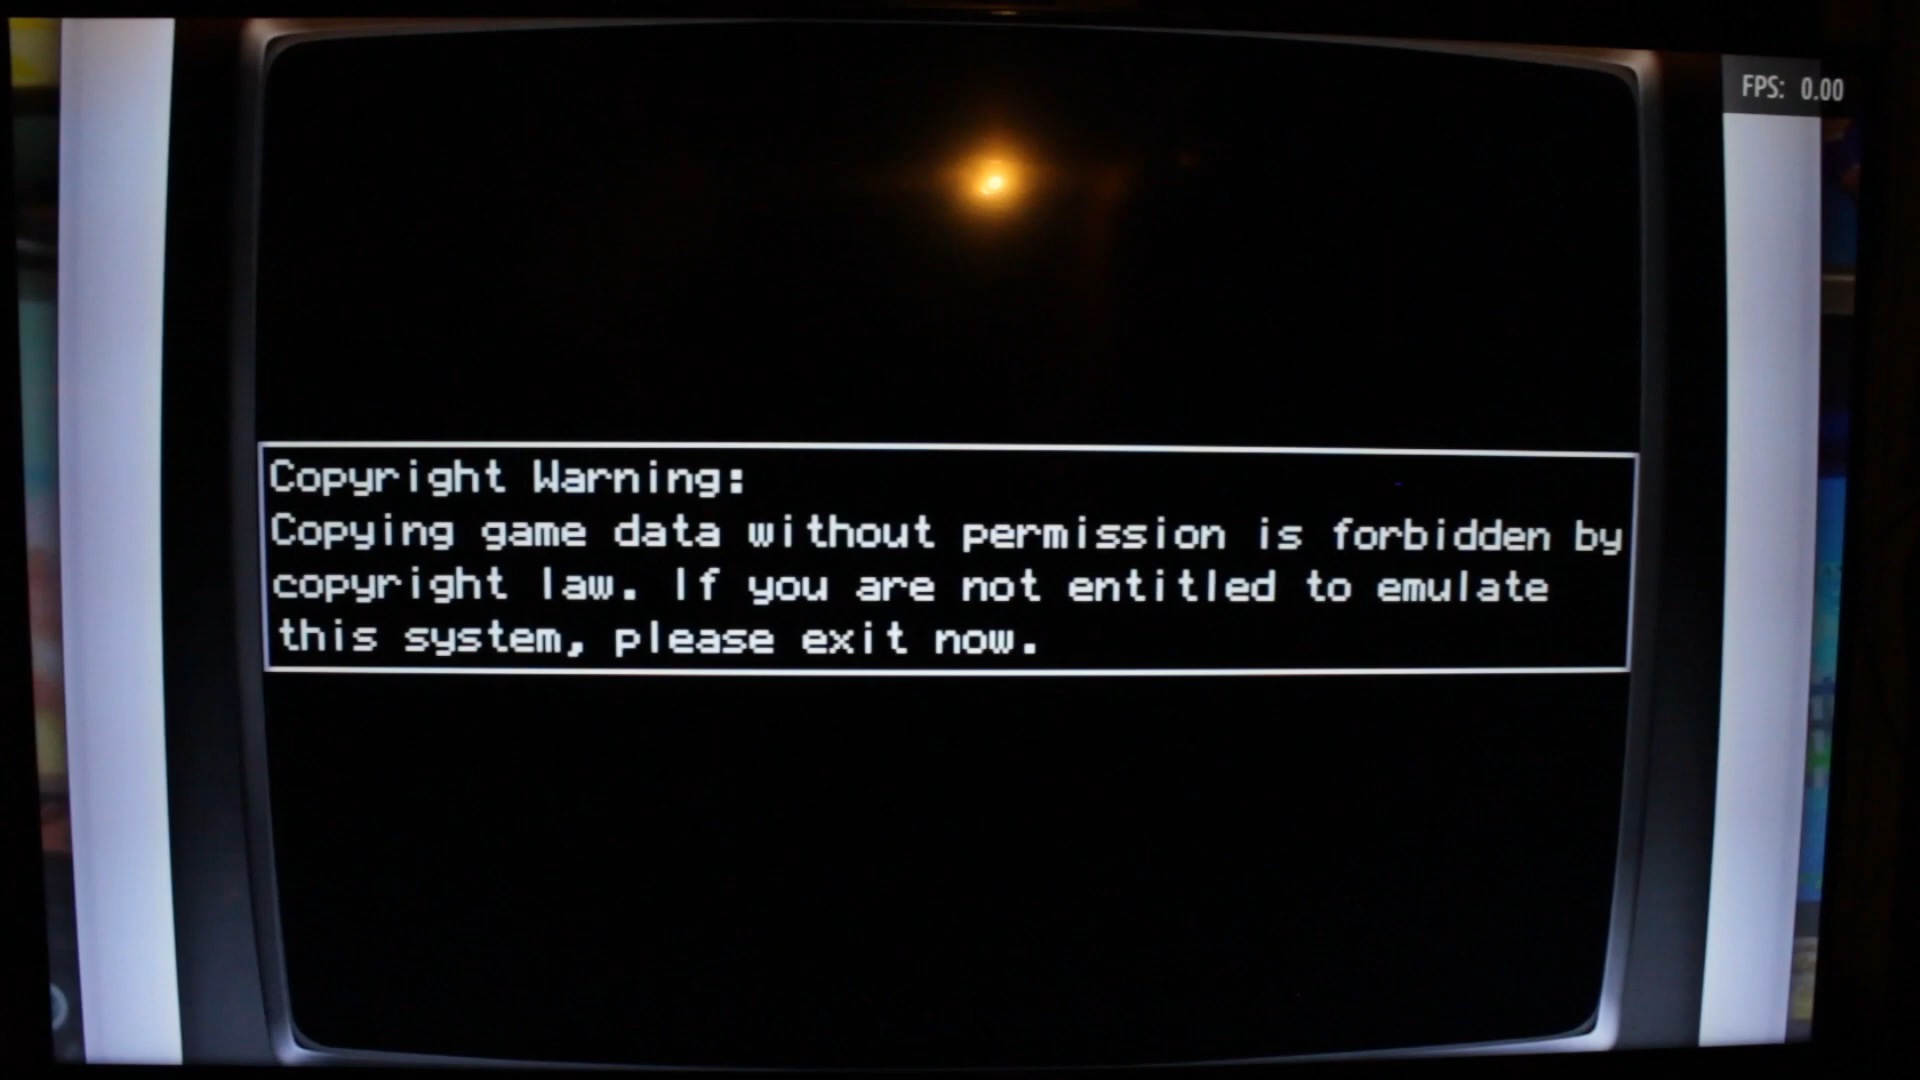 FPS: 0.00
Copyright Warning:
Copying game data without permission is forbidden by
copyright law. If you are not entitled to emulate
this system, please exit now.